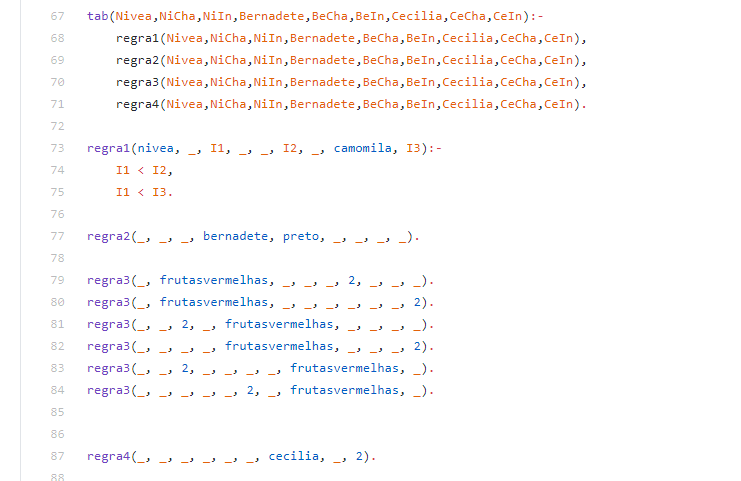 67 tab(Nivea,NiCha,NiIn,Bernadete,BeCha,BeIn,Cecilia,CeCha,CeIn):-
68 regra1(Nivea,NiCha,NiIn,Bernadete,BeCha,BeIn,Cecilia,CeCha,CeIn),
69 regra2(Nivea,NiCha,NiIn,Bernadete,BeCha,BeIn,Cecilia,CeCha,CeIn),
70 regra3(Nivea,NiCha,NiIn,Bernadete,BeCha,BeIn,Cecilia,CeCha,CeIn),
71 regra4(Nivea,NiCha,NiIn,Bernadete,BeCha,BeIn,Cecilia,CeCha,CeIn).
72
73 regra1(nivea, _, I1, _, _, I2, _, camomila, I3):-
74 I1 < I2,
75 I1 < I3.
76
77 regra2(_, _, _, bernadete, preto, _, _, _, _).
78
79 regra3(_, frutasvermelhas, _, _, _, 2, _, _, _).
80 regra3(_, frutasvermelhas, _, _, _, _, _, _, 2).
81 regra3(_, _, 2, _, frutasvermelhas, _, _, _, _).
82 regra3(_, _, _, _, frutasvermelhas, _, _, _, 2).
83 regra3(_, _, 2, _, _, _, _, frutasvermelhas, _).
84 regra3(_, _, _, _, _, 2, _, frutasvermelhas, _).
85
86
87 regra4(_, _, _, _, _, _, cecilia, _, 2).
88